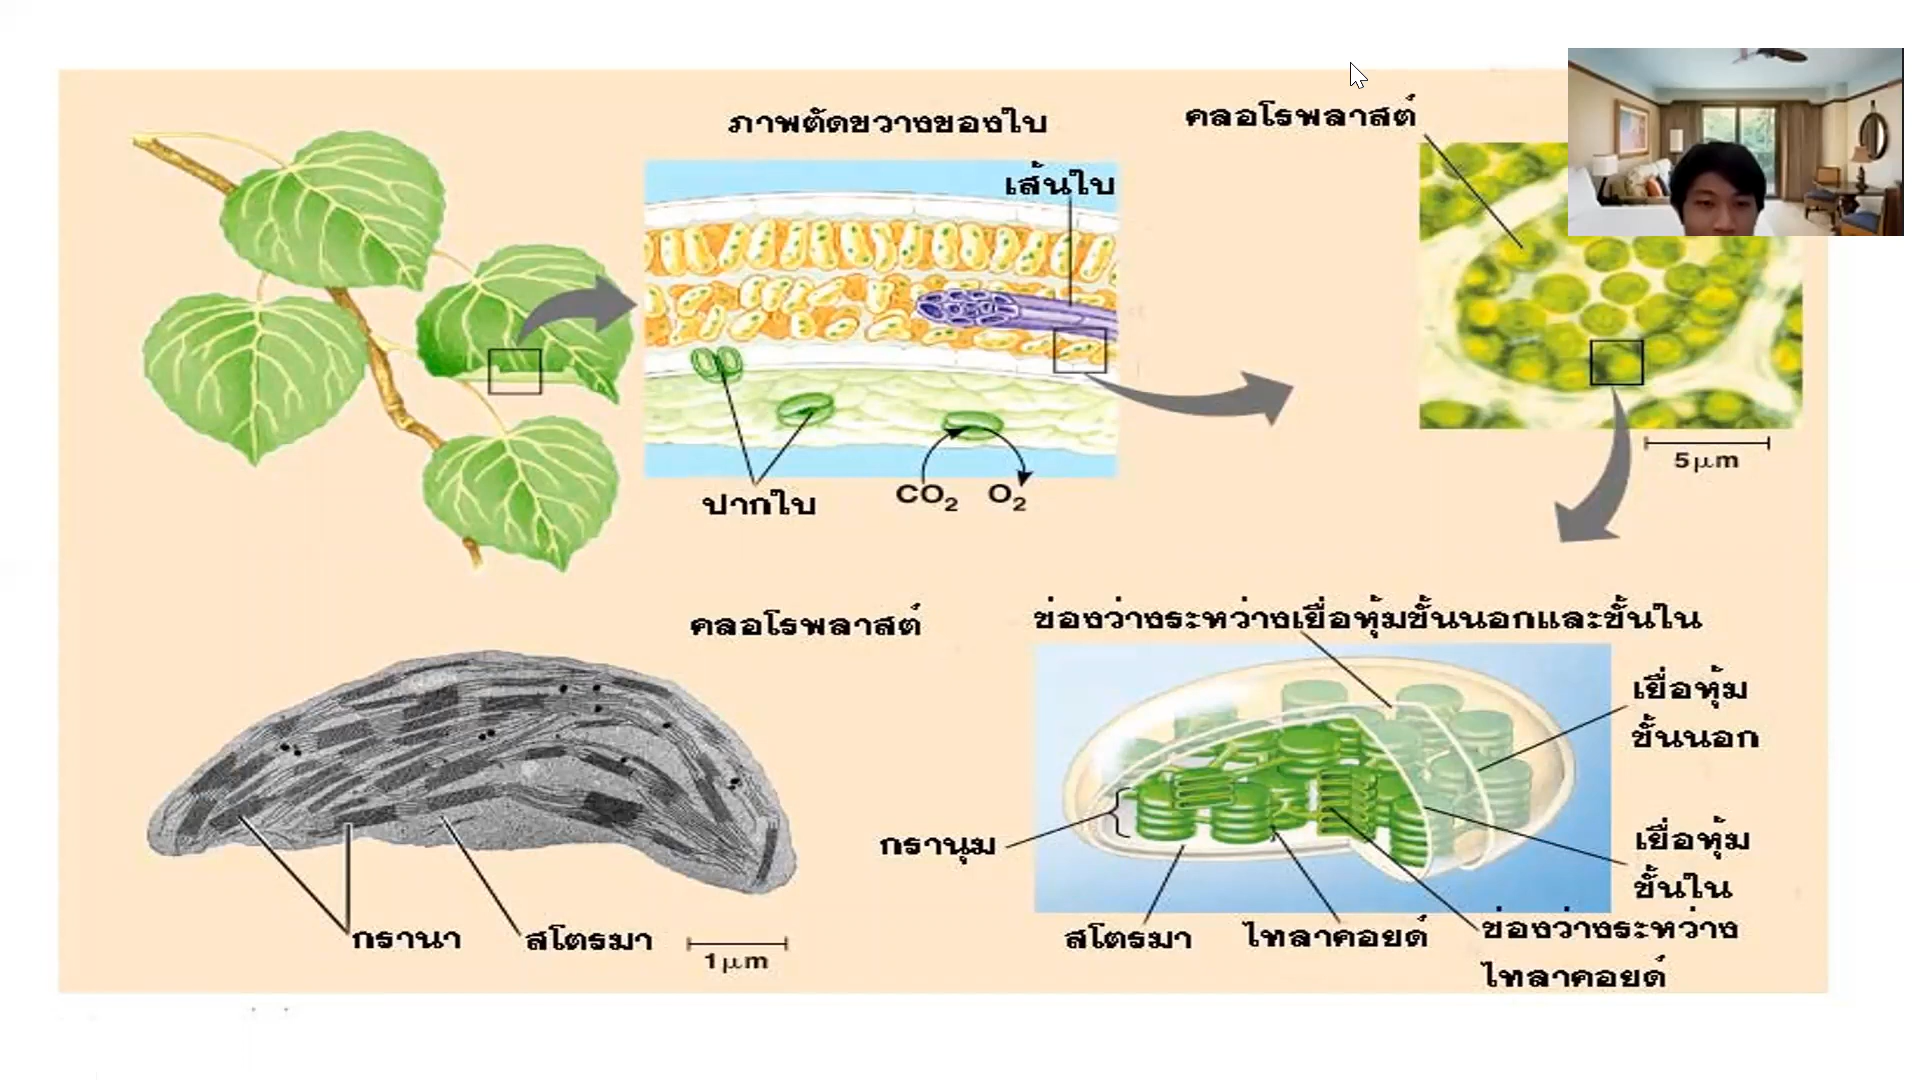 ภาพตัดขวางของใบ
คลอโรพลาสต์
เส้นใบ
ปากใบ
CO2
O2
5μm
คลอโรพลาสต์
ช่องว่างระหว่างเยื่อหุ้มชั้นนอกและชั้นใน
เยื่อหุ้ม
ชั้นนอก
กรานุม
เยื่อหุ้ม
ชั้นใน
กรานา
สโตรมา
1μm
สโตรมา
ไทลาคอยด์
ช่องว่างระหว่าง
ไทลาคอยด์